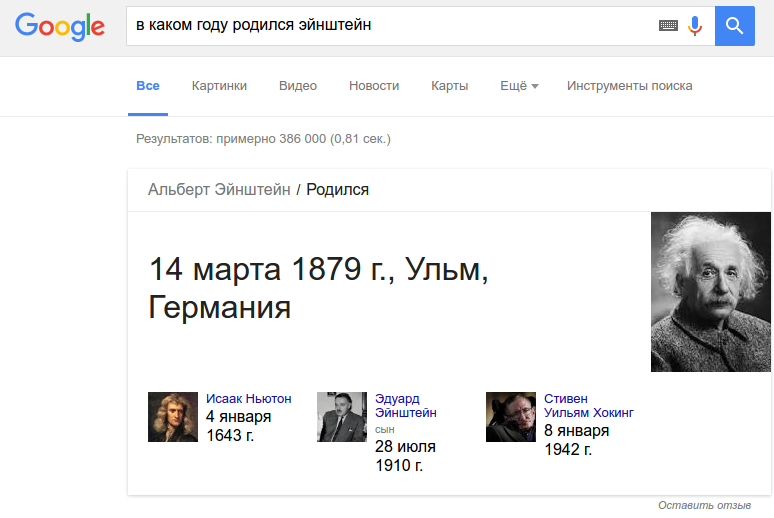 Google
в каком году родился эйнштейн
Все Картинки Видео Новости Карты Ещё Инструменты поиска
Результатов: примерно 386 000 (0,81 сек.)
Альберт Эйнштейн / Родился
14 марта 1879 г., Ульм,
Германия
Исаак Ньютон
4 января
1643 г.
Эдуард
Эйнштейн
сын
28 июля
1910 г.
Стивен
Уильям Хокинг
8 января
1942 г.
Оставить отзыв